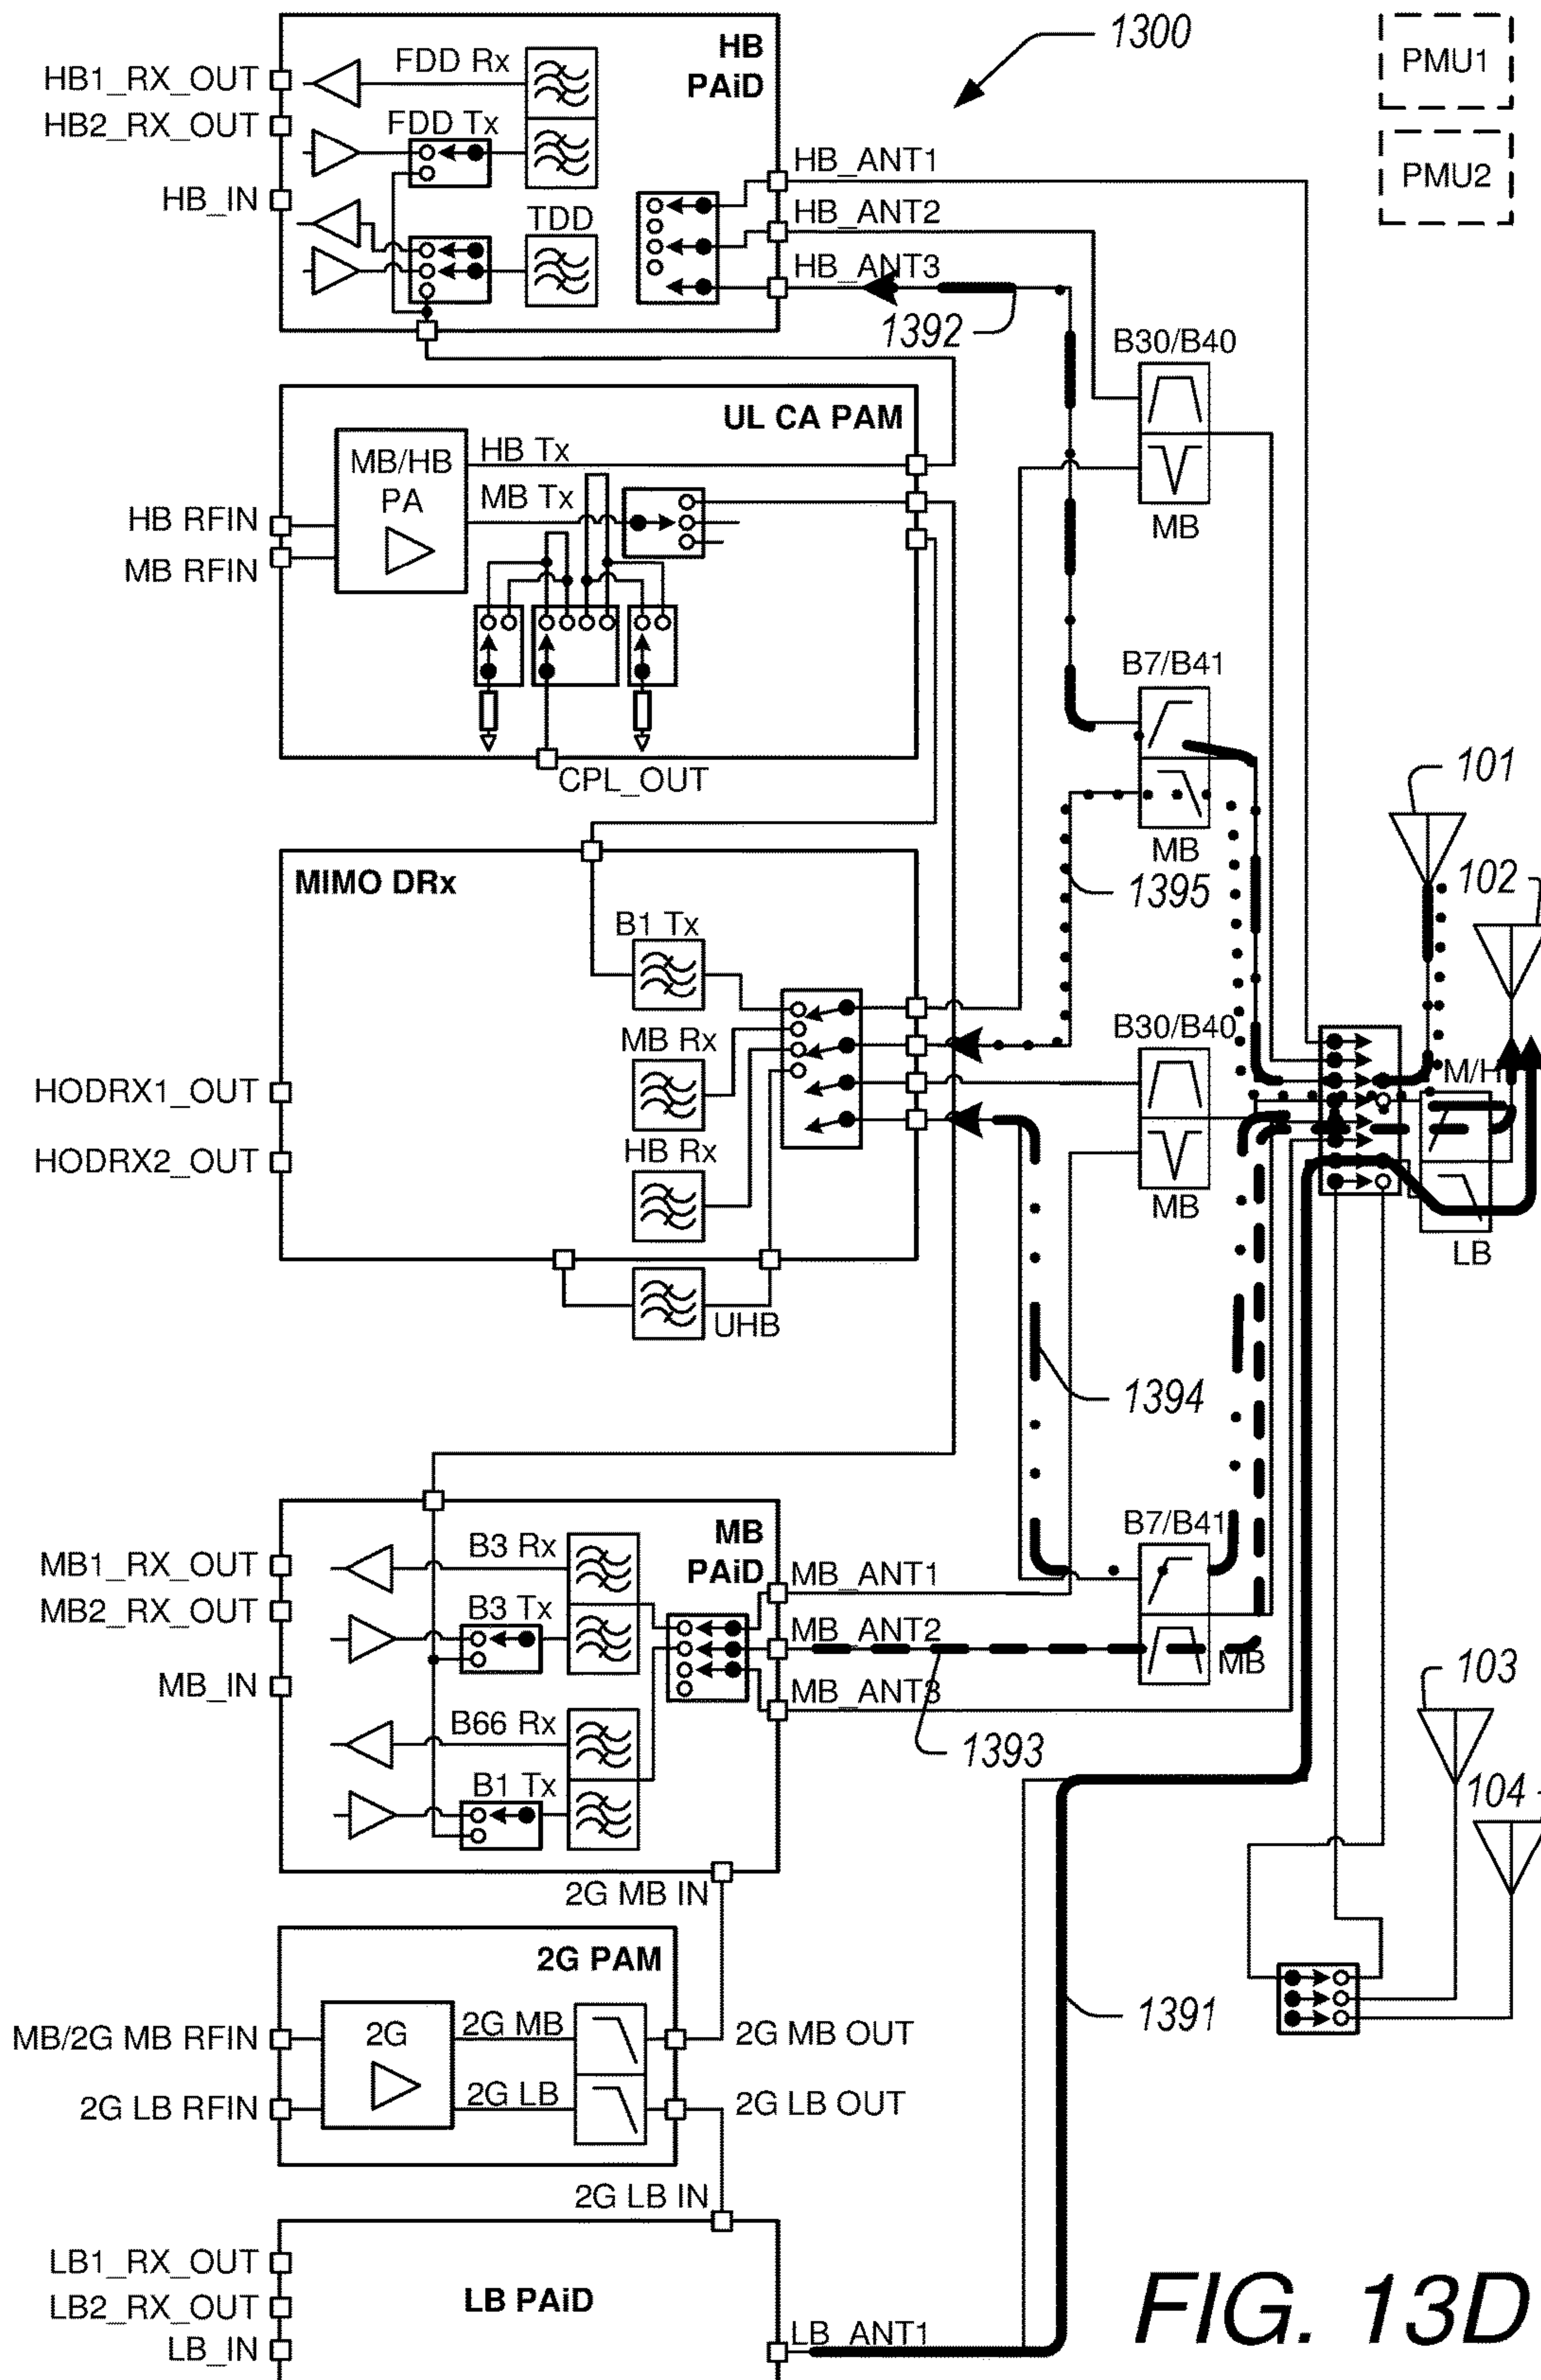 1300
PMU1
PMU2
HB
PAiD
FDD Rx
FDD Tx
TDD
HB1_RX_OUT
HB2_RX_OUT
HB_IN
HB_ANT1
HB_ANT2
HB_ANT3
1392
B30/B40
MB
UL CA PAM
MB/HB
PA
HB Tx
MB Tx
HB RFIN
MB RFIN
CPL_OUT
B7/B41
MB
1395
101
102
MIMO DRx
B1 Tx
MB Rx
HB Rx
UHB
HODRX1_OUT
HODRX2_OUT
B30/B40
MB
M/H
LB
1394
B7/B41
MB
MB
PAiD
B3 Rx
B3 Tx
B66 Rx
B1 Tx
MB1_RX_OUT
MB2_RX_OUT
MB_IN
MB_ANT1
MB_ANT2
MB_ANT3
1393
103
104
2G MB IN
2G PAM
2G
2G MB
2G LB
MB/2G MB RFIN
2G LB RFIN
2G MB OUT
2G LB OUT
1391
2G LB IN
LB PAiD
LB1_RX_OUT
LB2_RX_OUT
LB_IN
LB_ANT1
FIG. 13D